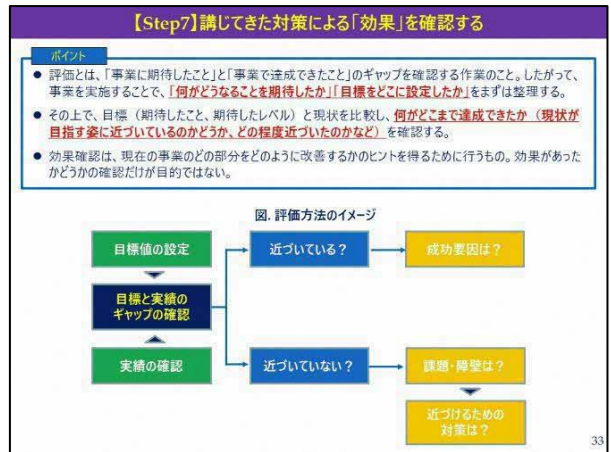 【Step7】講じてきた対策による「効果」を確認する
ポイント
● 評価とは、「事業に期待したこと」と「事業で達成できたこと」のギャップを確認する作業のこと。したがって、
事業を実施することで、「何がどうなることを期待したか」「目標をどこに設定したか」をまずは整理する。
● その上で、目標（期待したこと、期待したレベル）と現状を比較し、何がどこまで達成できたか（現状が
目指す姿に近づいているのかどうか、どの程度近づいたのかなど）を確認する。
● 効果確認は、現在の事業のどの部分をどのように改善するかのヒントを得るために行うもの。効果があった
かどうかの確認だけが目的ではない。
図. 評価方法のイメージ
目標値の設定
近づいている？
成功要因は？
目標と実績の
ギャップの確認
実績の確認
近づいていない？
課題・障壁は？
近づけるための
対策は？
33